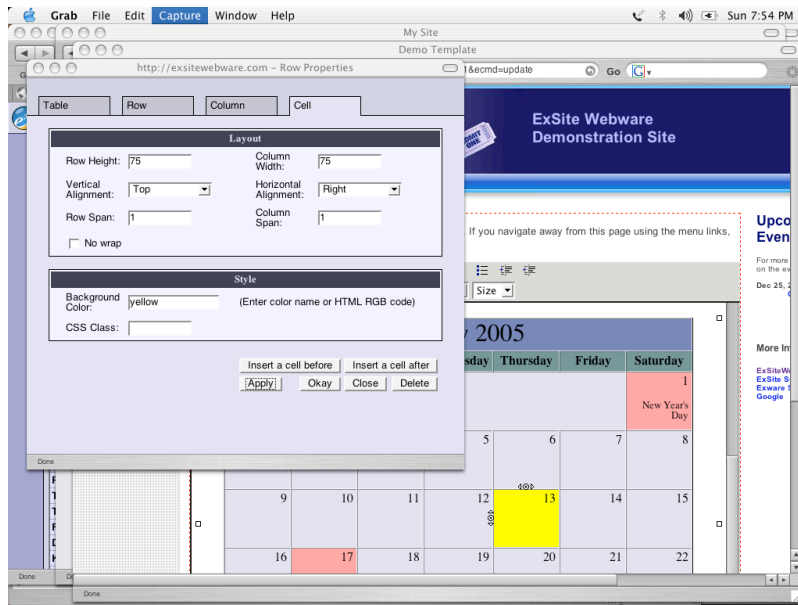 Grab File Edit Capture Window Help Sun 7:54 PM
My Site
Demo Template
http://exsitewebware.com – Row Properties
1&ecmd=update Go G
Table Row Column Cell
Layout
Row Height: 75 Column Width: 75
Vertical Alignment: Top Horizontal Alignment: Right
Row Span: 1 Column Span: 1
No wrap
Style
Background Color: yellow (Enter color name or HTML RGB code)
CSS Class:
Insert a cell before Insert a cell after
Apply Okay Close Delete
Done
ADMIT ONE
ExSite Webware
Demonstration Site
. If you navigate away from this page using the menu links,
Size
Upco
Even
For more
on the ev
Dec 25, 2
More In
ExSiteWe
ExSite S
Exware S
Google
2005
sday Thursday Friday Saturday
1
New Year's
Day
5 6 7 8
9 10 11 12 13 14 15
16 17 18 19 20 21 22
Done D
Done